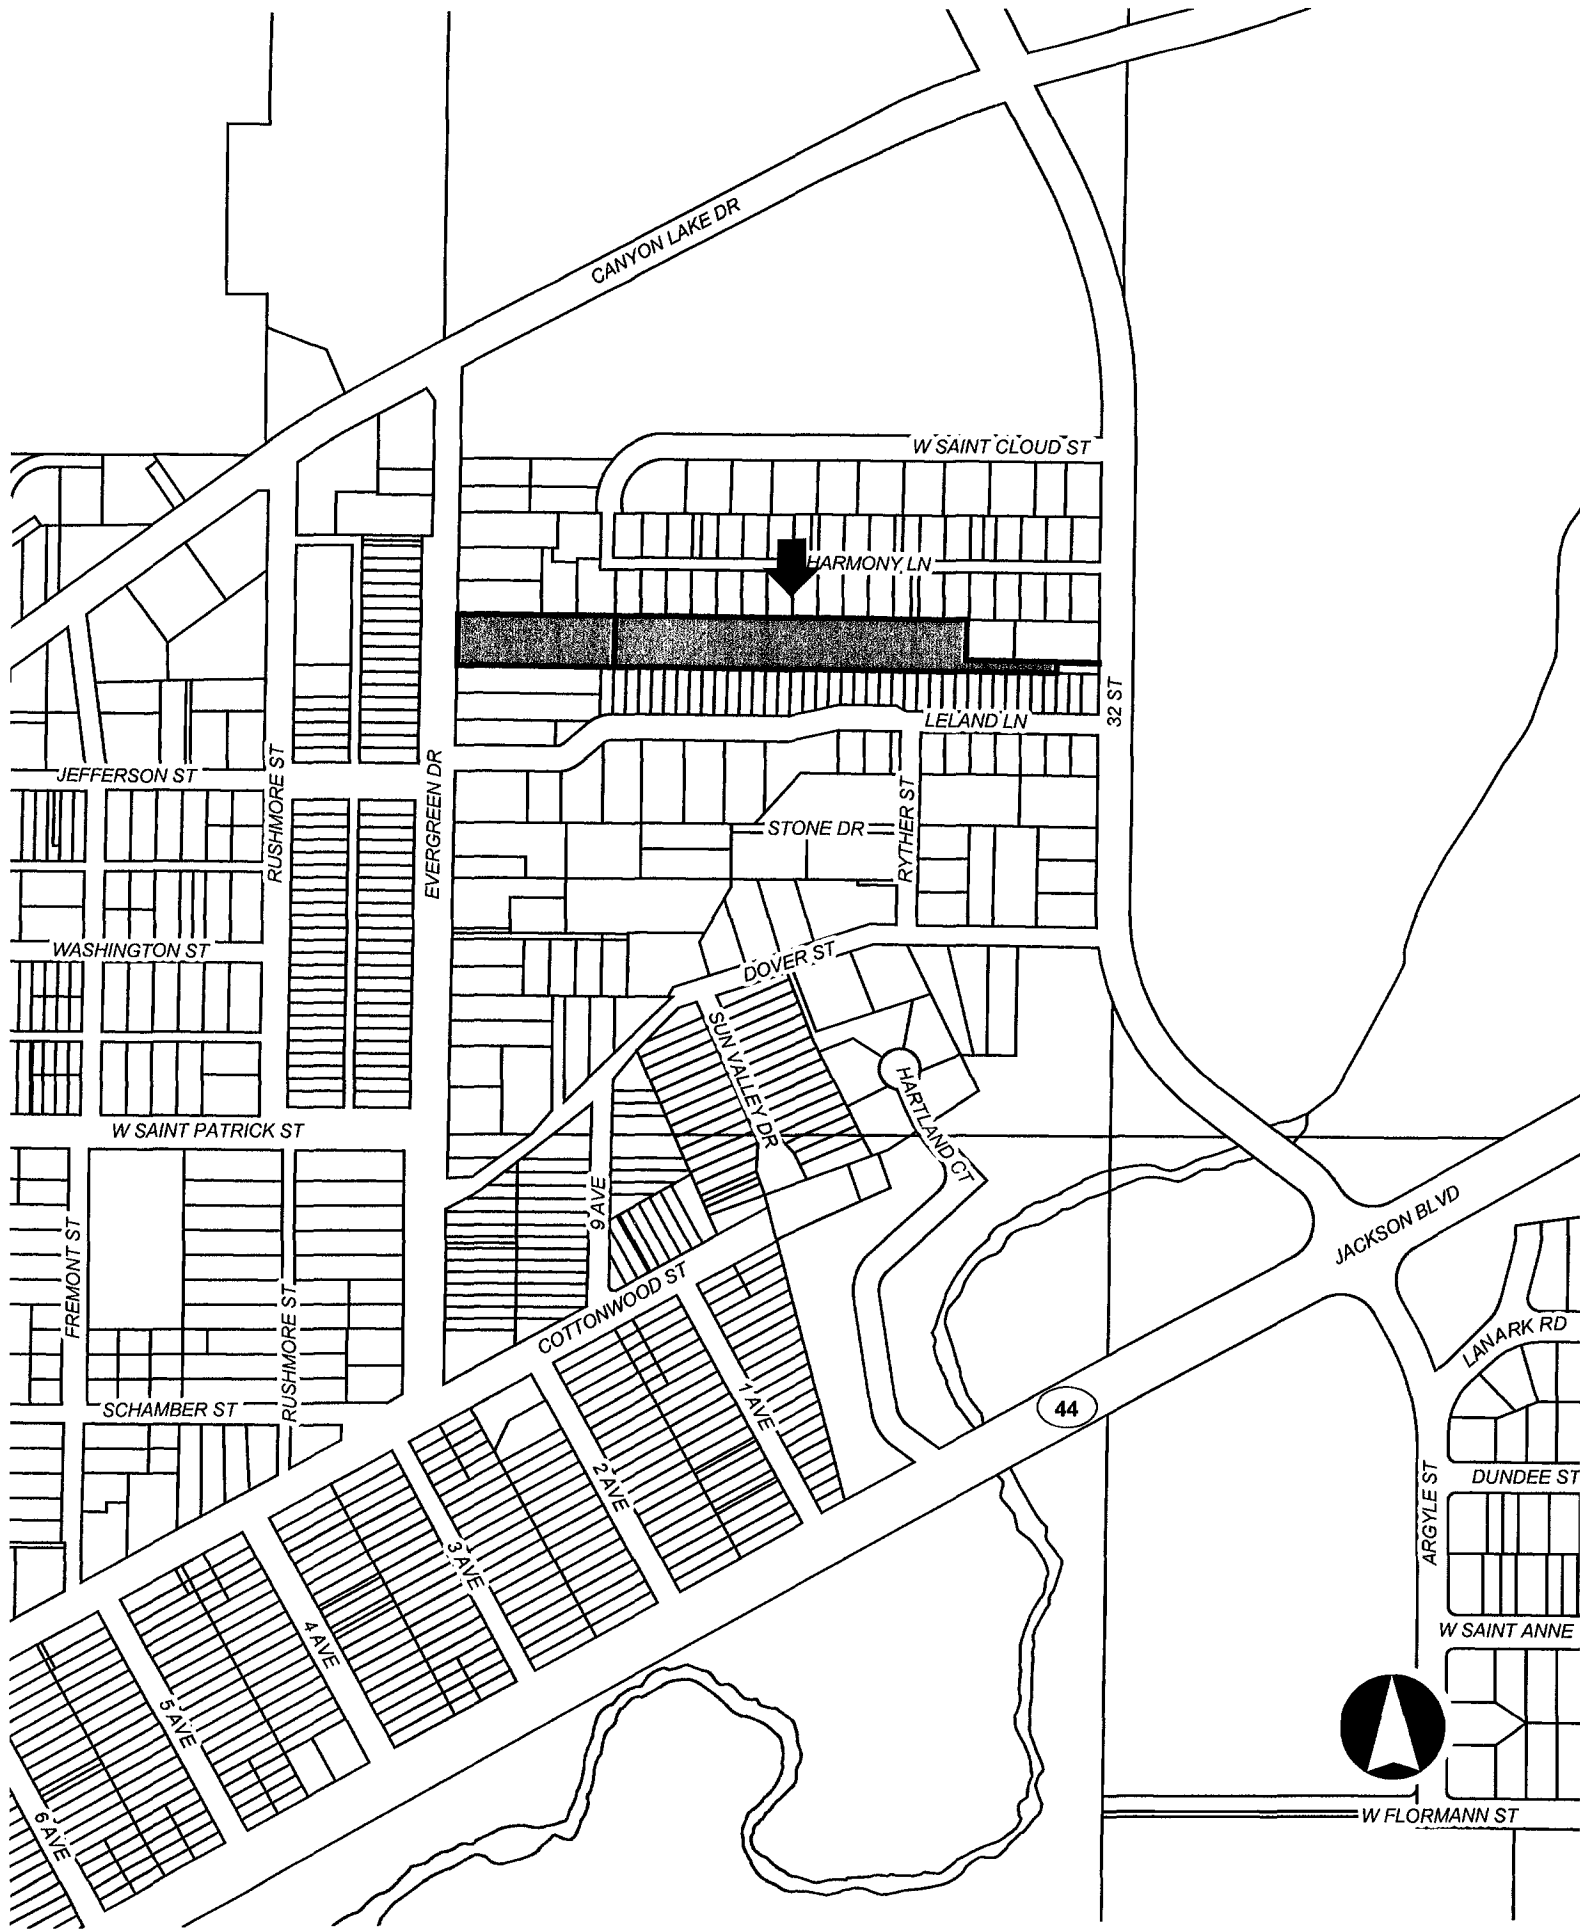 CANYON LAKE DR
W SAINT CLOUD ST
HARMONY LN
32 ST
LELAND LN
JEFFERSON ST
RUSHMORE ST
EVERGREEN DR
STONE DR
RYTHER ST
WASHINGTON ST
DOVER ST
SUN VALLEY DR
HARTLAND CT
W SAINT PATRICK ST
9 AVE
JACKSON BLVD
FREMONT ST
RUSHMORE ST
COTTONWOOD ST
LANARK RD
SCHAMBER ST
1 AVE
44
2 AVE
DUNDEE ST
ARGYLE ST
3 AVE
4 AVE
W SAINT ANNE
5 AVE
6 AVE
W FLORMANN ST